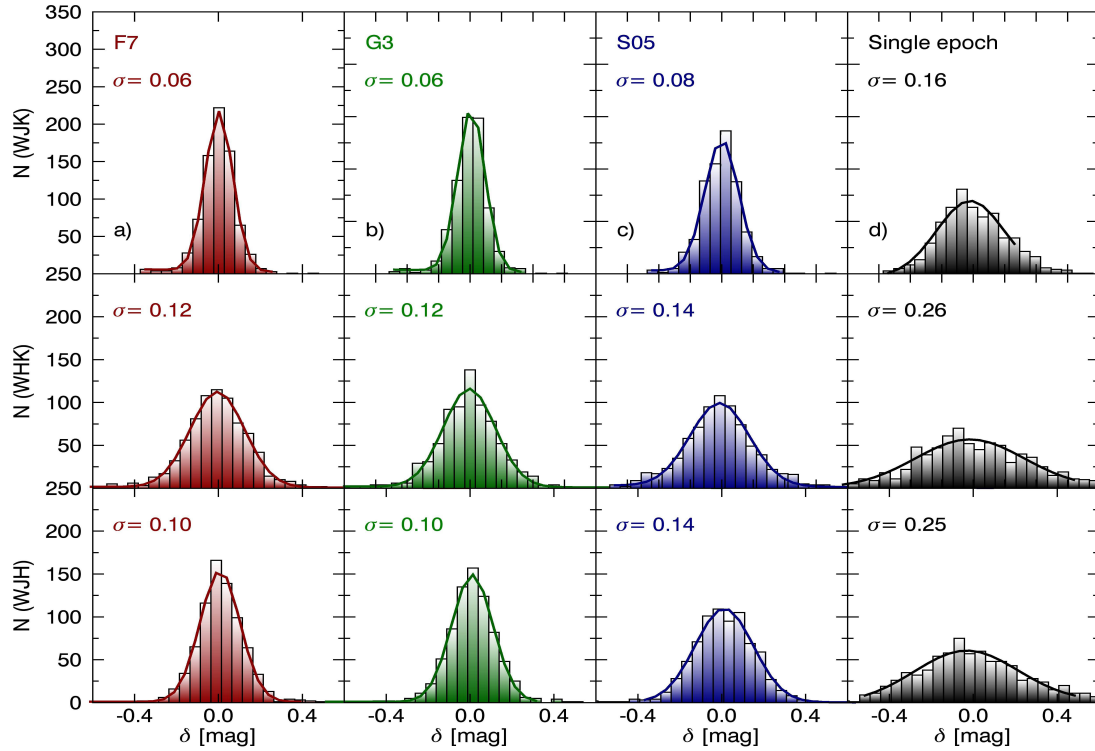 350
300
250
200
150
100
50
N (WJK)
F7
σ= 0.06
a)
G3
σ= 0.06
b)
S05
σ= 0.08
c)
Single epoch
σ= 0.16
d)
250
200
150
100
50
N (WHK)
σ= 0.12
σ= 0.12
σ= 0.14
σ= 0.26
250
200
150
100
50
0
N (WJH)
σ= 0.10
σ= 0.10
σ= 0.14
σ= 0.25
-0.4 0.0 0.4 -0.4 0.0 0.4 -0.4 0.0 0.4 -0.4 0.0 0.4
δ [mag] δ [mag] δ [mag] δ [mag]